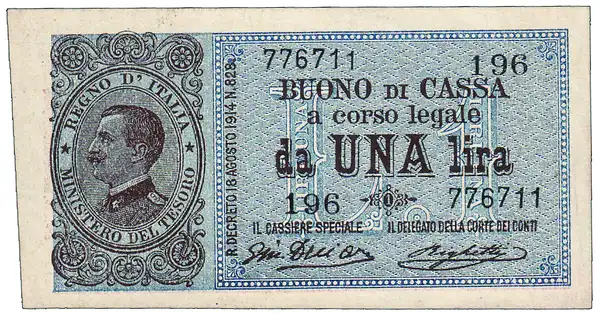 REGNO D'ITALIA
MINISTERO DEL TESORO
R. DECRETO 18 AGOSTO 1914 N. 828
776711 196
BUONO DI CASSA
a corso legale
da UNA lira
196 776711
IL CASSIERE SPECIALE IL DELEGATO DELLA CORTE DEI CONTI